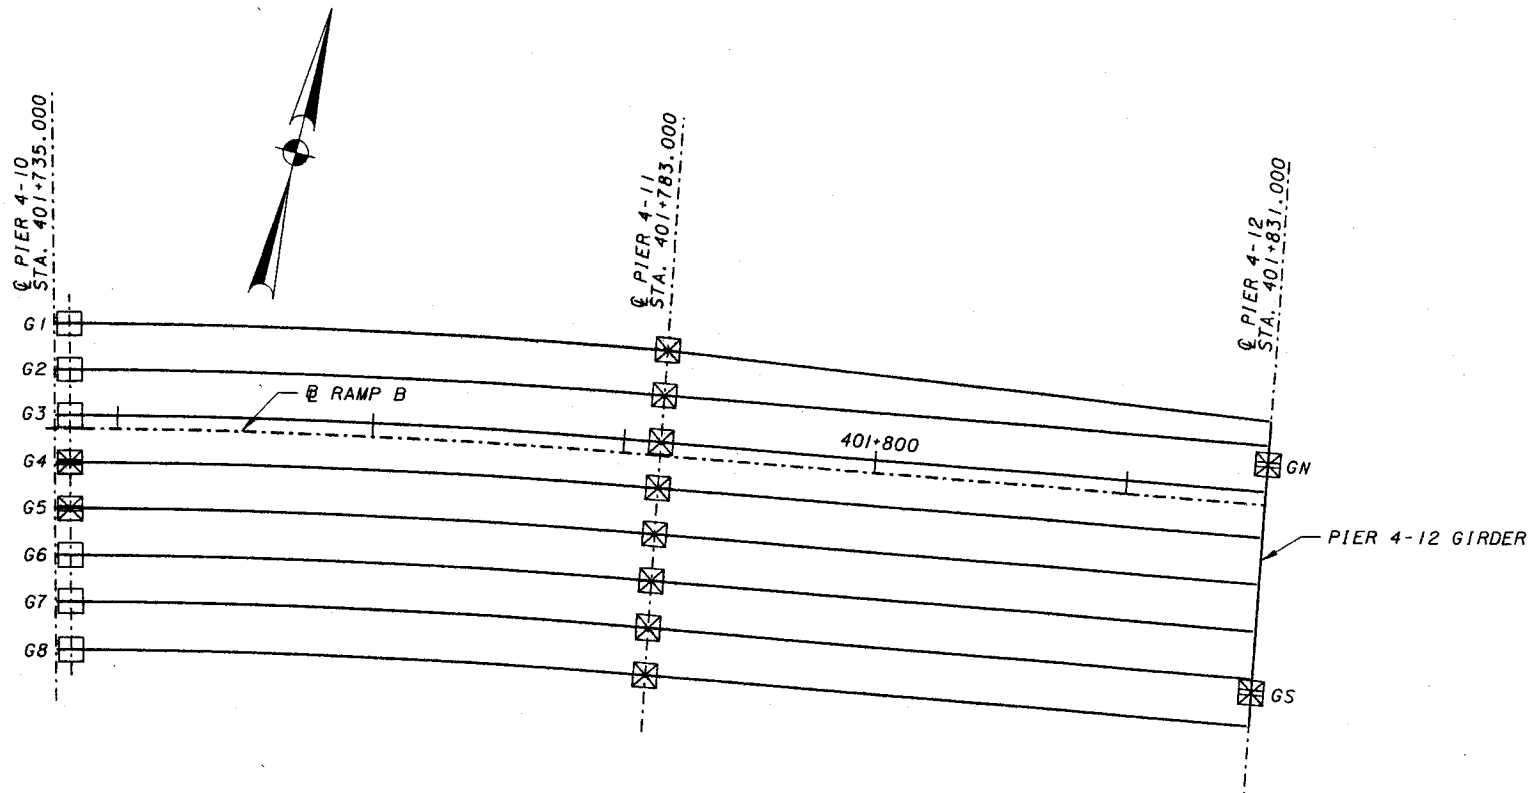 ℄ PIER 4-10
STA. 401+735.000
℄ PIER 4-11
STA. 401+783.000
℄ PIER 4-12
STA. 401+831.000
G1
G2
G3
G4
G5
G6
G7
G8
BL RAMP B
401+800
GN
PIER 4-12 GIRDER
GS